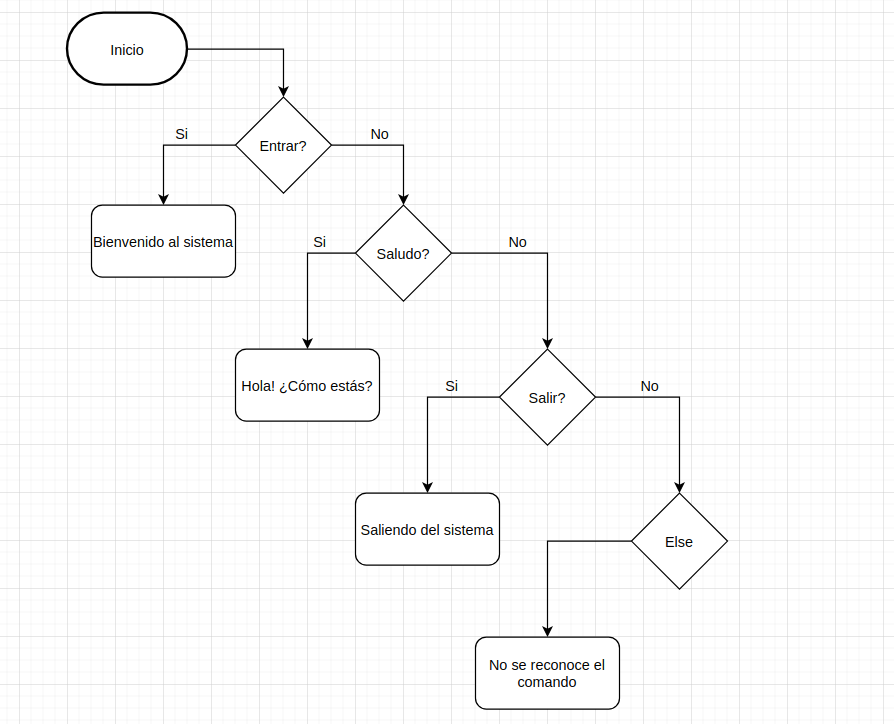 Inicio
Entrar?
Si
No
Bienvenido al sistema
Saludo?
Si
No
Hola! ¿Cómo estás?
Salir?
Si
No
Saliendo del sistema
Else
No se reconoce el
comando